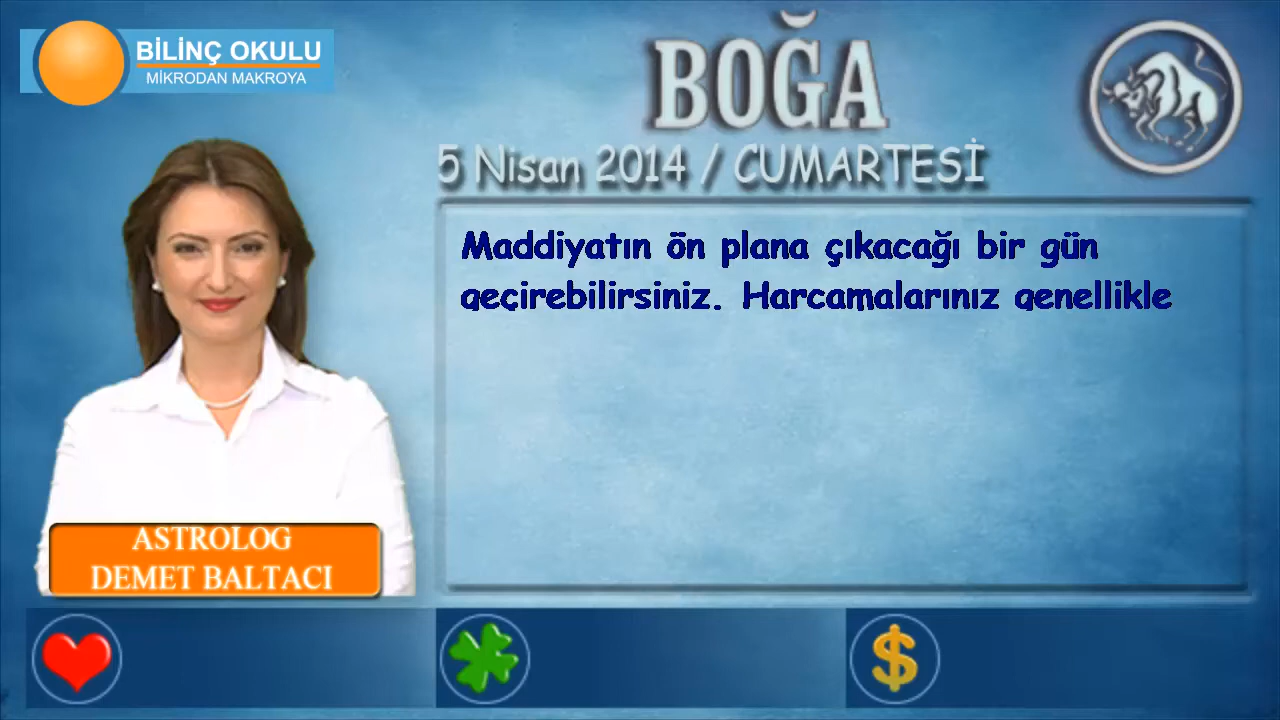 BİLİNÇ OKULU
MİKRODAN MAKROYA
BOĞA
5 Nisan 2014 / CUMARTESİ
Maddiyatın ön plana çıkacağı bir gün
geçirebilirsiniz. Harcamalarınız genellikle
ASTROLOG
DEMET BALTACI